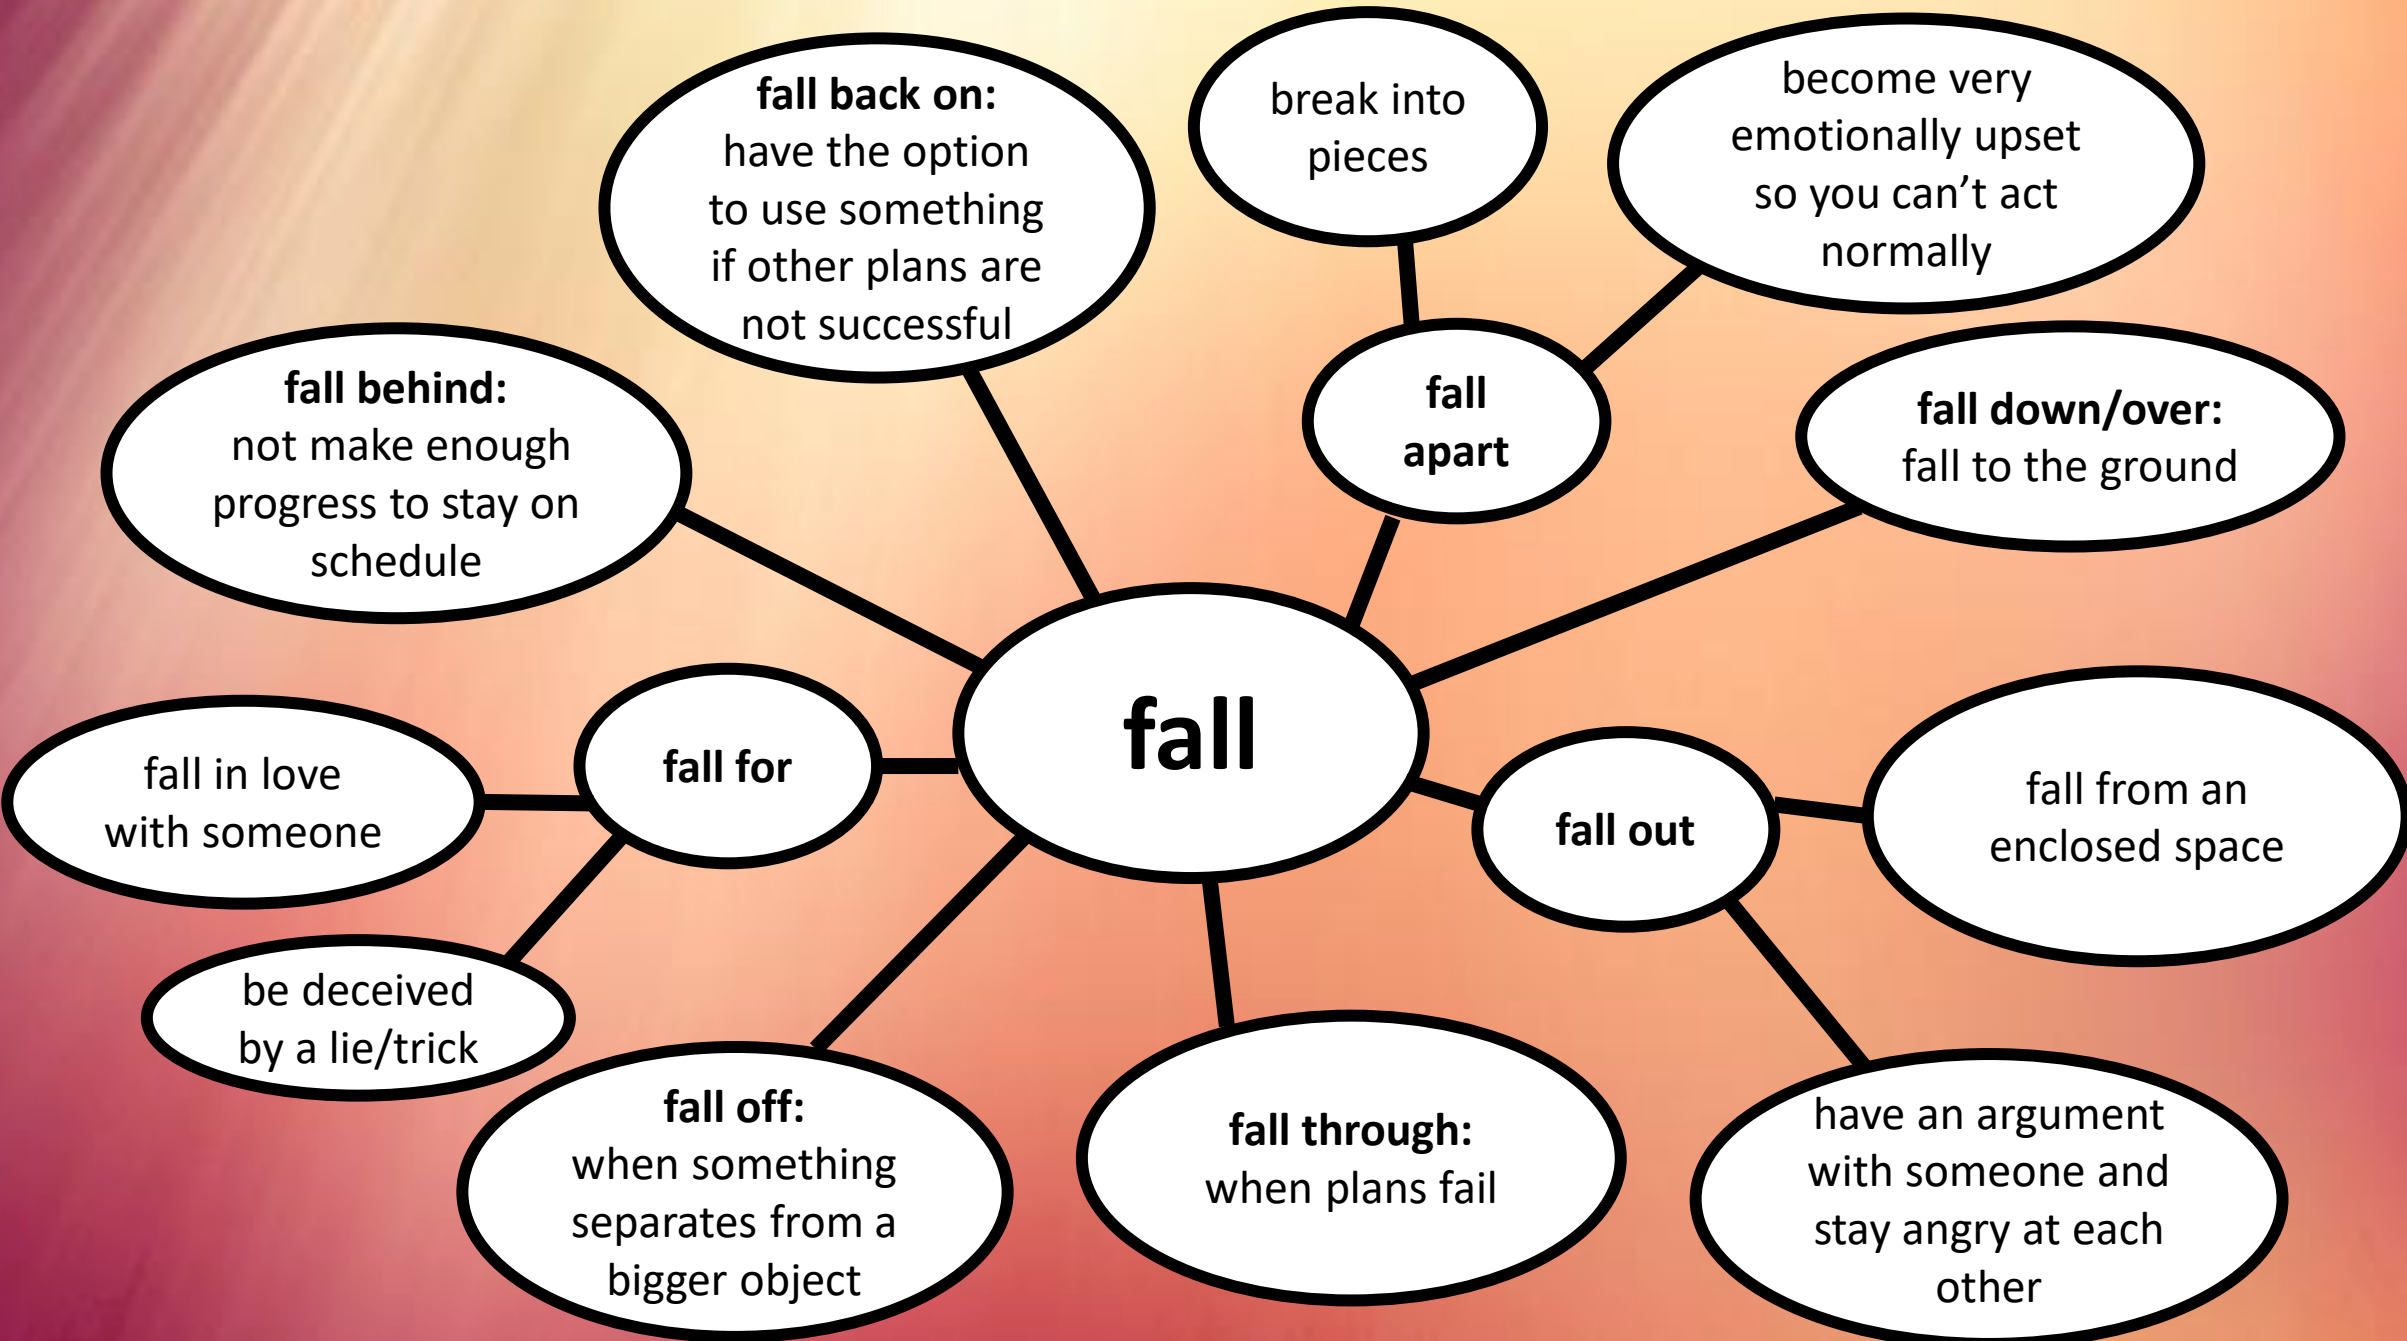 fall back on:
have the option
to use something
if other plans are
not successful
break into
pieces
become very
emotionally upset
so you can’t act
normally
fall
apart
fall down/over:
fall to the ground
fall behind:
not make enough
progress to stay on
schedule
fall
fall for
fall in love
with someone
be deceived
by a lie/trick
fall out
fall from an
enclosed space
have an argument
with someone and
stay angry at each
other
fall off:
when something
separates from a
bigger object
fall through:
when plans fail